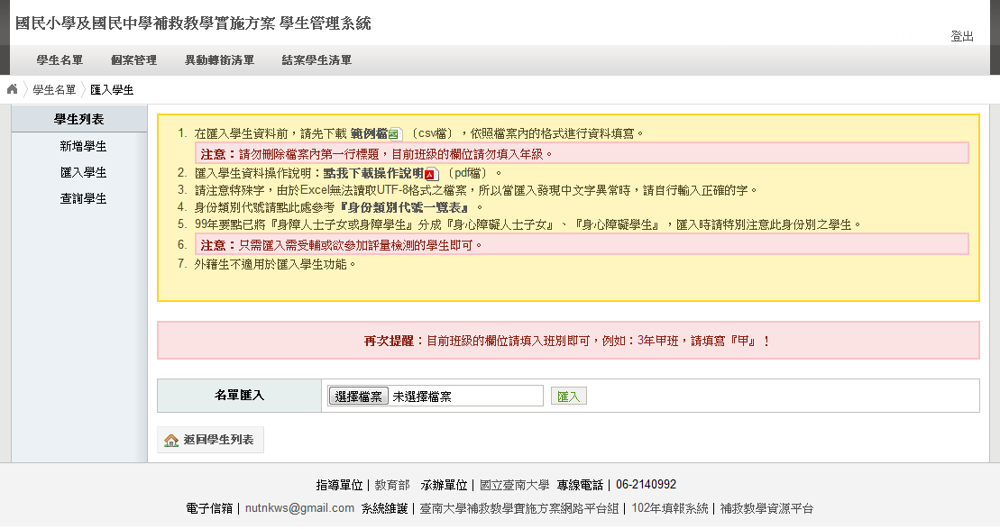 國民小學及國民中學補救教學實施方案 學生管理系統
登出
學生名單 個案管理 異動轉銜清單 結案學生清單
學生名單 匯入學生
學生列表
新增學生
匯入學生
查詢學生
1. 在匯入學生資料前，請先下載 範例檔 〔csv檔〕，依照檔案內的格式進行資料填寫。
注意：請勿刪除檔案內第一行標題，目前班級的欄位請勿填入年級。
2. 匯入學生資料操作說明：點我下載操作說明 〔pdf檔〕。
3. 請注意特殊字，由於Excel無法讀取UTF-8格式之檔案，所以當匯入發現中文字異常時，請自行輸入正確的字。
4. 身份類別代號請點此處參考『身份類別代號一覽表』。
5. 99年要點已將『身障人士子女或身障學生』分成『身心障礙人士子女』、『身心障礙學生』，匯入時請特別注意此身份別之學生。
6. 注意：只需匯入需受輔或欲參加評量檢測的學生即可。
7. 外籍生不適用於匯入學生功能。
再次提醒：目前班級的欄位請填入班別即可，例如：3年甲班，請填寫『甲』！
名單匯入 選擇檔案 未選擇檔案 匯入
返回學生列表
指導單位 | 教育部 承辦單位 | 國立臺南大學 專線電話 | 06-2140992
電子信箱 | nutnkws@gmail.com 系統維護 | 臺南大學補救教學實施方案網路平台組 | 102年填報系統 | 補救教學資源平台